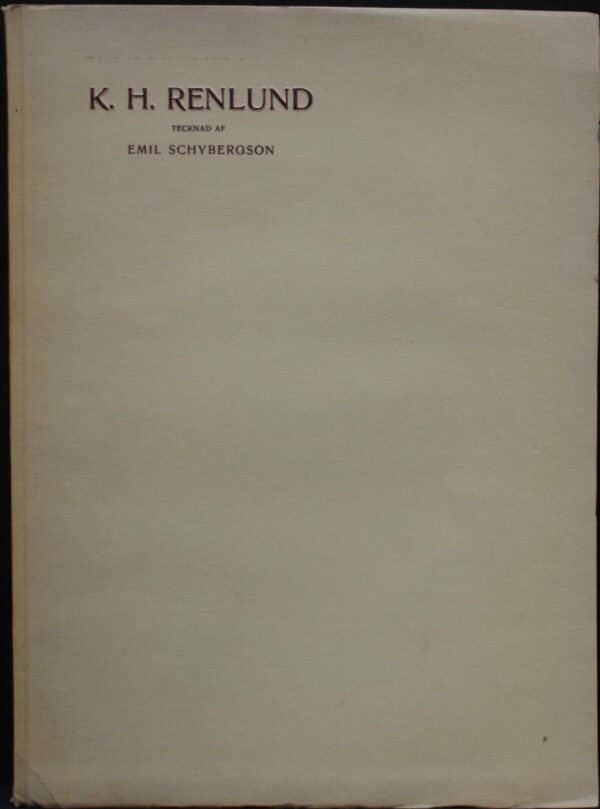 K. H. RENLUND
TECKNAD AF
EMIL SCHYBERGSON